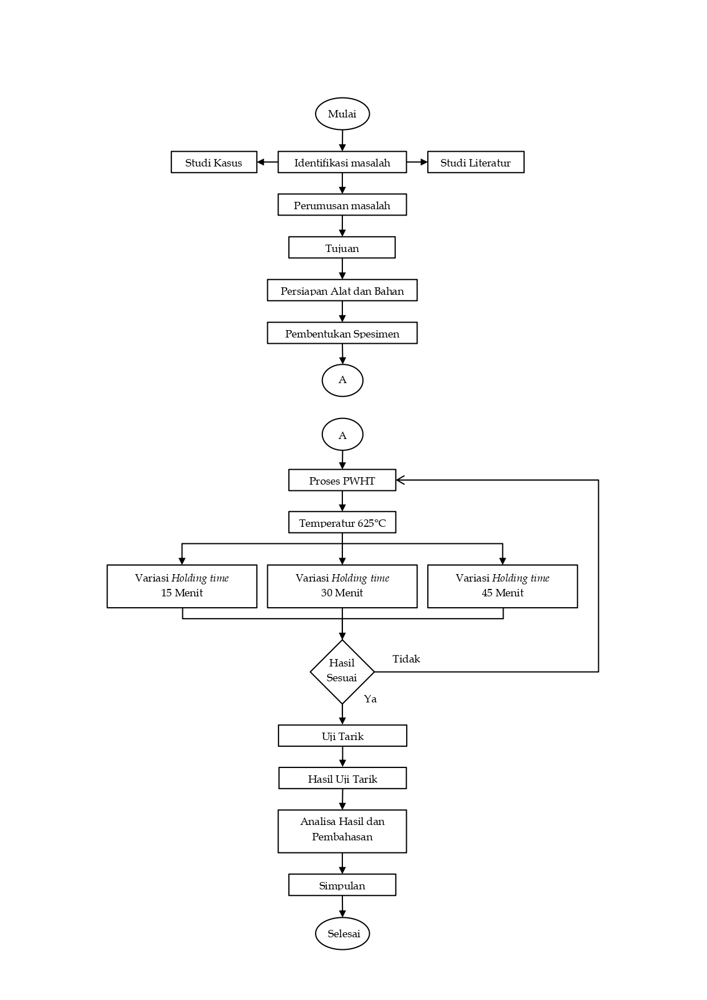 Mulai
Studi Kasus
Identifikasi masalah
Studi Literatur
Perumusan masalah
Tujuan
Persiapan Alat dan Bahan
Pembentukan Spesimen
A
A
Proses PWHT
Temperatur 625°C
Variasi Holding time
15 Menit
Variasi Holding time
30 Menit
Variasi Holding time
45 Menit
Hasil
Sesuai
Tidak
Ya
Uji Tarik
Hasil Uji Tarik
Analisa Hasil dan
Pembahasan
Simpulan
Selesai